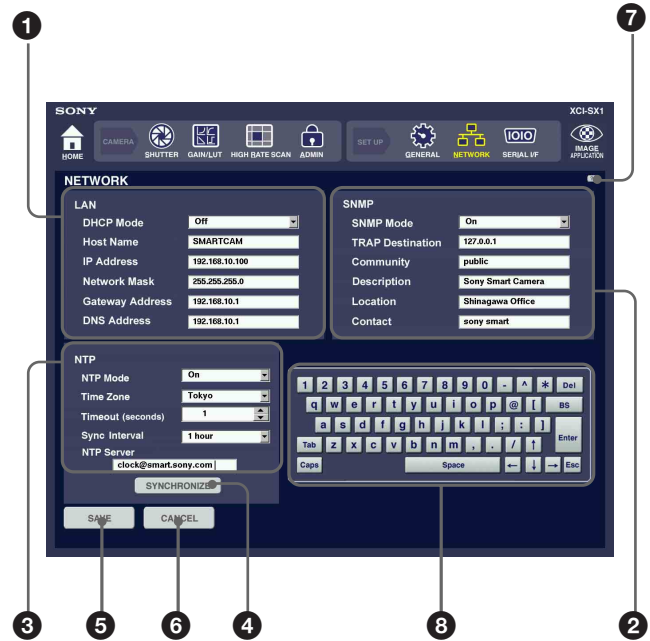 1
7
SONY
XCI-SX1
HOME
CAMERA
SHUTTER
GAIN/LUT
HIGH RATE SCAN
ADMIN
SET UP
GENERAL
NETWORK
SERIAL I/F
IMAGE
APPLICATION
NETWORK
LAN
DHCP Mode Off
Host Name SMARTCAM
IP Address 192.168.10.100
Network Mask 255.255.255.0
Gateway Address 192.168.10.1
DNS Address 192.168.10.1
SNMP
SNMP Mode On
TRAP Destination 127.0.0.1
Community public
Description Sony Smart Camera
Location Shinagawa Office
Contact sony smart
NTP
NTP Mode On
Time Zone Tokyo
Timeout (seconds) 1
Sync Interval 1 hour
NTP Server
clock@smart.sony.com
SYNCHRONIZE
1 2 3 4 5 6 7 8 9 0 - ^ * Del
q w e r t y u i o p @ [ BS
a s d f g h j k l ; : ] Enter
Tab z x c v b n m , . / ↑
Caps Space ← ↓ → Esc
SAVE
CANCEL
3
5
6
4
8
2